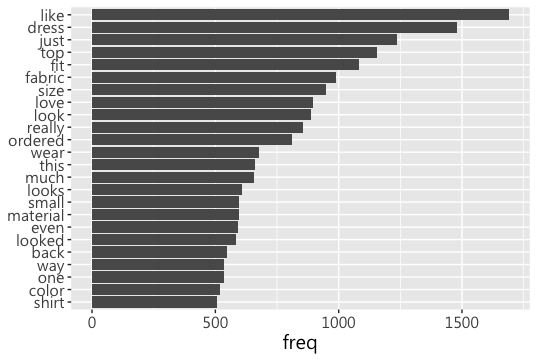 like
dress
just
top
fit
fabric
size
love
look
really
ordered
wear
this
much
looks
small
material
even
looked
back
way
one
color
shirt
0 500 1000 1500
freq